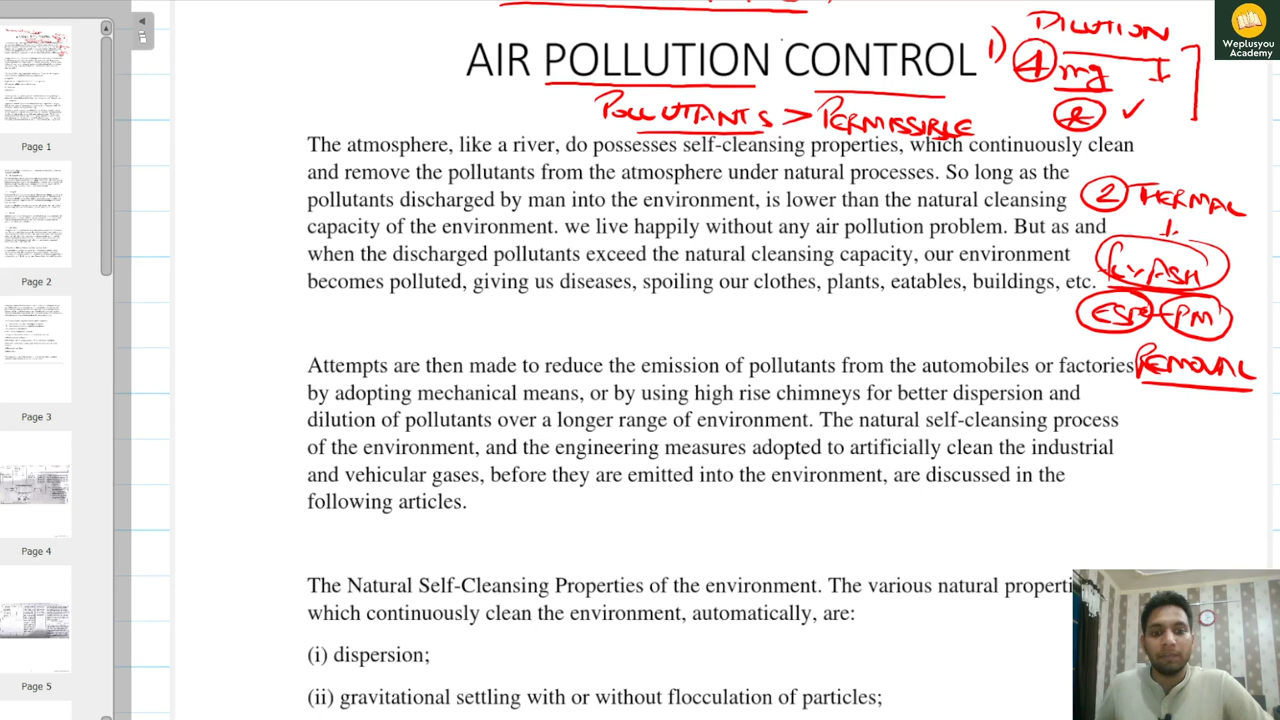 Weplusyou
Academy
DILUTION
AIR POLLUTION CONTROL
1) 4 mg
POLLUTANTS > PERMISSIBLE
2 ✓
The atmosphere, like a river, do possesses self-cleansing properties, which continuously clean
and remove the pollutants from the atmosphere under natural processes. So long as the
pollutants discharged by man into the environment, is lower than the natural cleansing
capacity of the environment. we live happily without any air pollution problem. But as and
when the discharged pollutants exceed the natural cleansing capacity, our environment
becomes polluted, giving us diseases, spoiling our clothes, plants, eatables, buildings, etc.
2 THERMAL
ASH
ESP - PM
REMOVAL
Attempts are then made to reduce the emission of pollutants from the automobiles or factories
by adopting mechanical means, or by using high rise chimneys for better dispersion and
dilution of pollutants over a longer range of environment. The natural self-cleansing process
of the environment, and the engineering measures adopted to artificially clean the industrial
and vehicular gases, before they are emitted into the environment, are discussed in the
following articles.
The Natural Self-Cleansing Properties of the environment. The various natural properti
which continuously clean the environment, automatically, are:
(i) dispersion;
(ii) gravitational settling with or without flocculation of particles;
Page 1
Page 2
Page 3
Page 4
Page 5